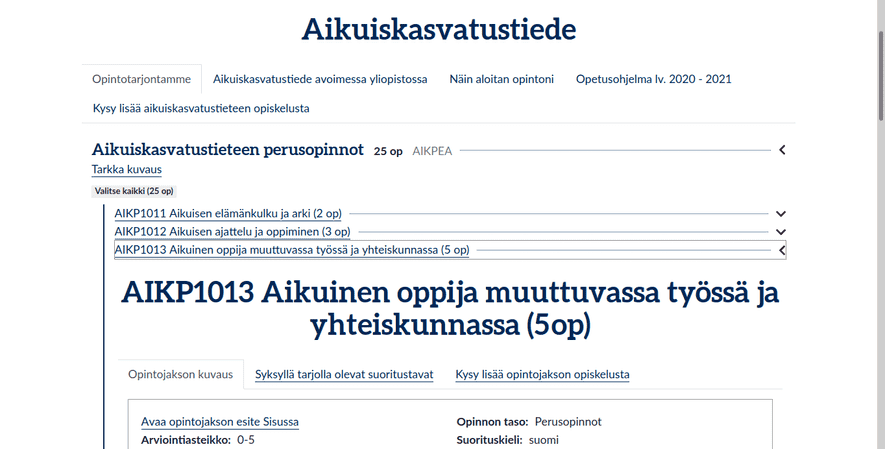 Aikuiskasvatustiede
Opintotarjontamme Aikuiskasvatustiede avoimessa yliopistossa Näin aloitan opintoni Opetusohjelma lv. 2020 - 2021
Kysy lisää aikuiskasvatustieteen opiskelusta
Aikuiskasvatustieteen perusopinnot 25 op AIKPEA
Tarkka kuvaus
Valitse kaikki (25 op)
AIKP1011 Aikuisen elämänkulku ja arki (2 op)
AIKP1012 Aikuisen ajattelu ja oppiminen (3 op)
AIKP1013 Aikuinen oppija muuttuvassa työssä ja yhteiskunnassa (5 op)
AIKP1013 Aikuinen oppija muuttuvassa työssä ja
yhteiskunnassa (5op)
Opintojakson kuvaus Syksyllä tarjolla olevat suoritustavat Kysy lisää opintojakson opiskelusta
Avaa opintojakson esite Sisussa Opinnon taso: Perusopinnot
Arviointiasteikko: 0-5 Suorituskieli: suomi